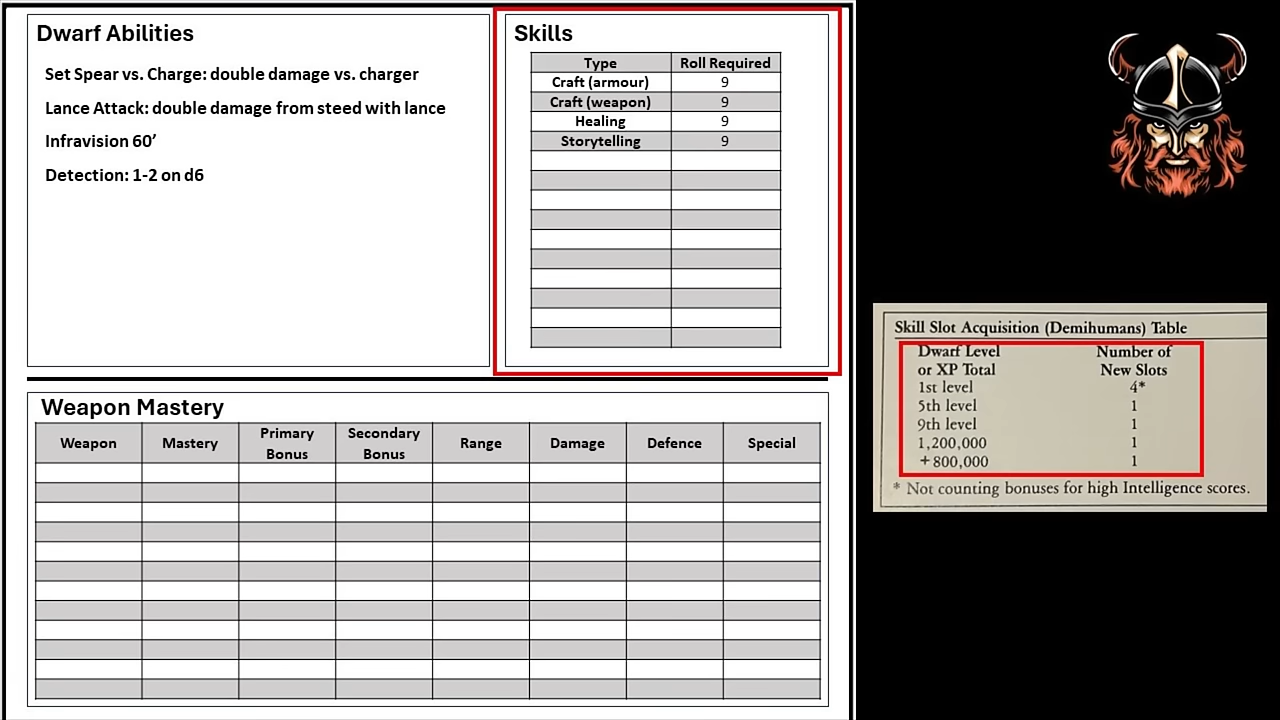 Dwarf Abilities
Set Spear vs. Charge: double damage vs. charger
Lance Attack: double damage from steed with lance
Infravision 60’
Detection: 1-2 on d6
Skills
Type Roll Required
Craft (armour) 9
Craft (weapon) 9
Healing 9
Storytelling 9
Weapon Mastery
Weapon Mastery Primary Bonus Secondary Bonus Range Damage Defence Special
Skill Slot Acquisition (Demihumans) Table
Dwarf Level Number of
or XP Total New Slots
1st level 4*
5th level 1
9th level 1
1,200,000 1
+800,000 1
* Not counting bonuses for high Intelligence scores.